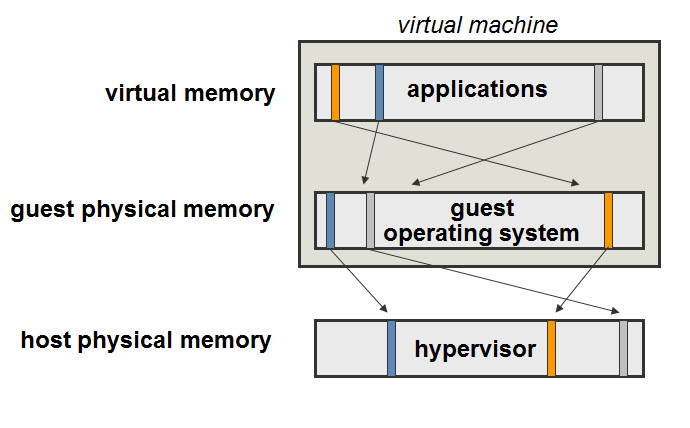 virtual machine
virtual memory
applications
guest physical memory
guest
operating system
host physical memory
hypervisor